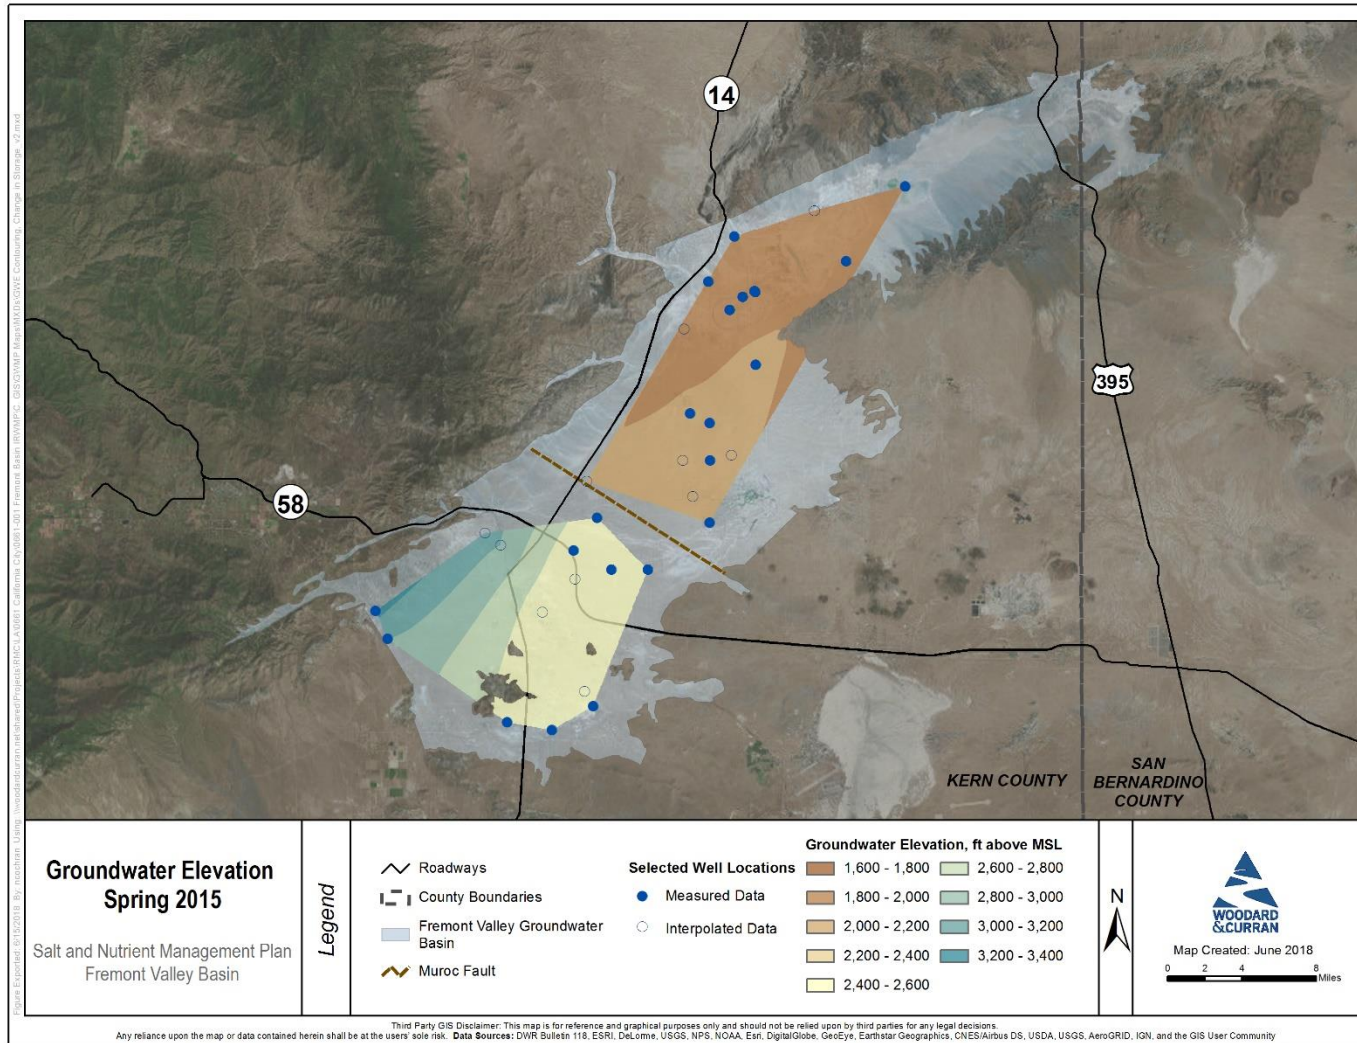 14
58
395
KERN COUNTY
SAN
BERNARDINO
COUNTY
Groundwater Elevation
Spring 2015
Salt and Nutrient Management Plan
Fremont Valley Basin
Legend
Roadways
County Boundaries
Fremont Valley Groundwater
Basin
Muroc Fault
Selected Well Locations
Measured Data
Interpolated Data
Groundwater Elevation, ft above MSL
1,600 - 1,800
1,800 - 2,000
2,000 - 2,200
2,200 - 2,400
2,400 - 2,600
2,600 - 2,800
2,800 - 3,000
3,000 - 3,200
3,200 - 3,400
N
WOODARD
&CURRAN
Map Created: June 2018
0 2 4 8
Miles
Third Party GIS Disclaimer: This map is for reference and graphical purposes only and should not be relied upon by third parties for any legal decisions.
Any reliance upon the map or data contained herein shall be at the users' sole risk. Data Sources: DWR Bulletin 118, ESRI, DeLorme, USGS, NPS, NOAA, Esri, DigitalGlobe, GeoEye, Earthstar Geographics, CNES/Airbus DS, USDA, USGS, AeroGRID, IGN, and the GIS User Community
Figure Exported: 6/15/2018 By: ncochran Using: